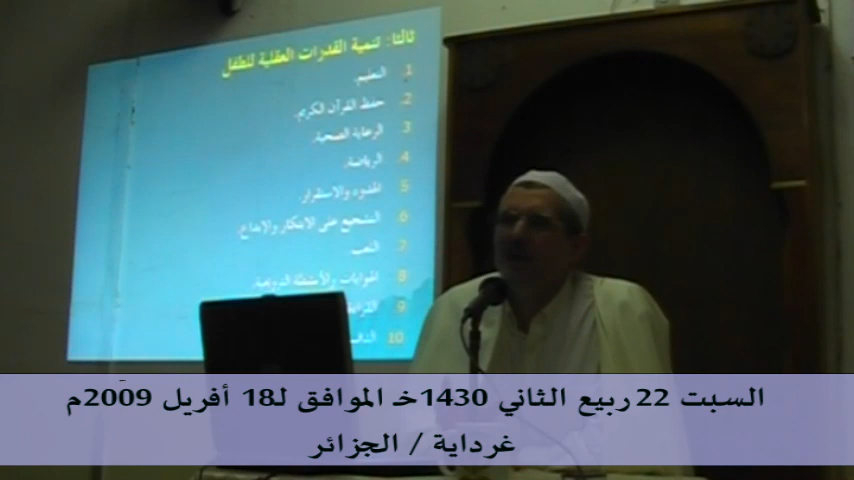 ثالثا: تنمية القدرات العقلية للطفل
1. التعليم.
2. حفظ القرآن الكريم.
3. الرعاية الصحية.
4. الرياضة.
5. الهدوء والاستقرار.
6. التشجيع على الابتكار والإبداع.
7. اللعب.
8. الهوايات والأنشطة الترويحية.
9.
10.
السبت 22 ربيع الثاني 1430هـ الموافق لـ18 أفريل 2009م
غرداية / الجزائر